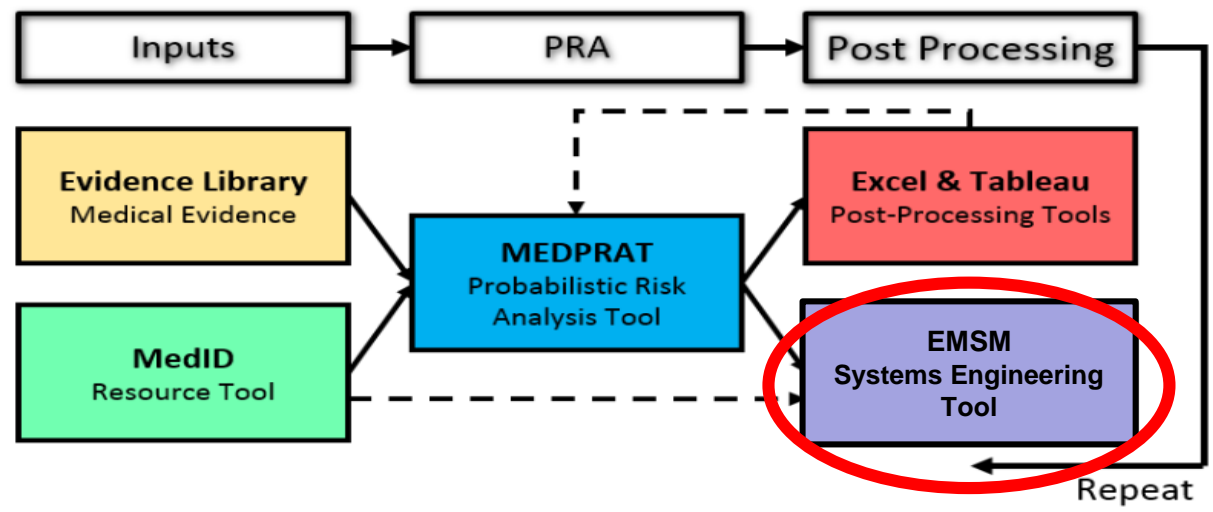 Inputs
PRA
Post Processing
Evidence Library
Medical Evidence
Excel & Tableau
Post-Processing Tools
MEDPRAT
Probabilistic Risk
Analysis Tool
MedID
Resource Tool
EMSM
Systems Engineering
Tool
Repeat